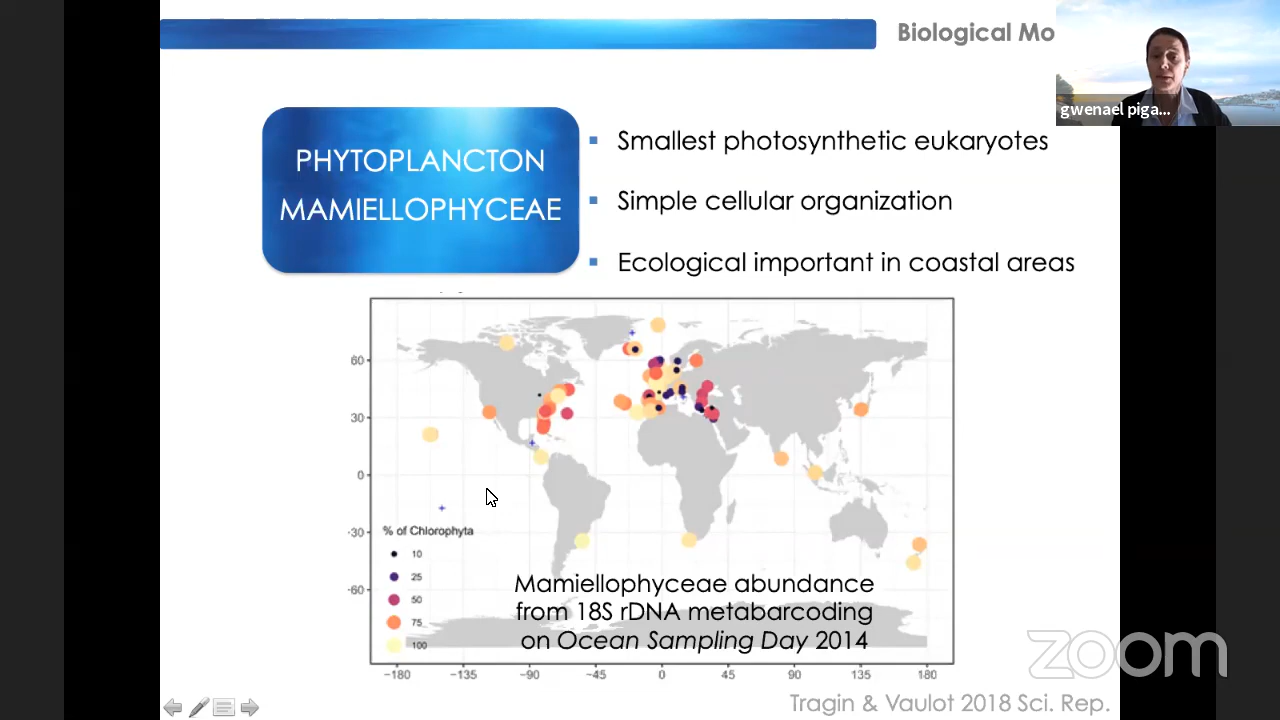 Biological Mo
gwenael piga...
PHYTOPLANCTON
MAMIELLOPHYCEAE
Smallest photosynthetic eukaryotes
Simple cellular organization
Ecological important in coastal areas
60
30
0
-30
-60
% of Chlorophyta
10
25
50
75
100
Mamiellophyceae abundance
from 18S rDNA metabarcoding
on Ocean Sampling Day 2014
-180 -135 -90 -45 0 45 90 135 180
zoom
Tragin & Vaulot 2018 Sci. Rep.